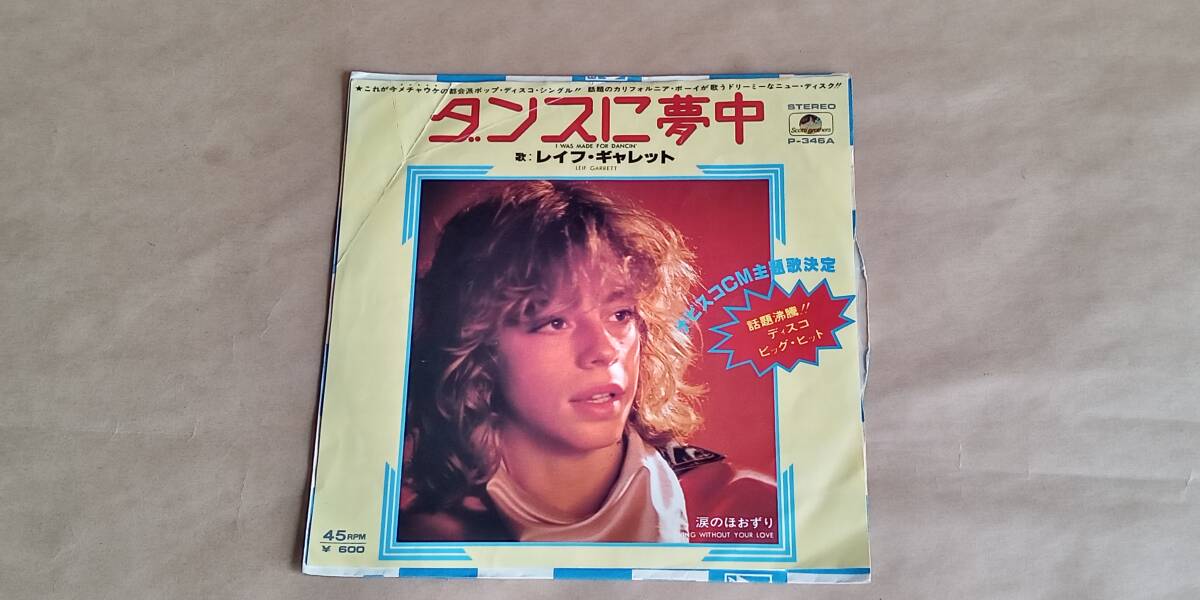 ★これが今メチャウケの都会派ポップ・ディスコ・シングル!! 話題のカリフォルニア・ボーイが歌うドリーミーなニュー・ディスク!!
ダンスに夢中
I WAS MADE FOR DANCIN'
歌:レイフ・ギャレット
LEIF GARRETT
STEREO
Scotti brothers
P-346A
ナビスコCM主題歌決定
話題沸騰!!
ディスコ
ビッグ・ヒット
涙のほおずり
ING WITHOUT YOUR LOVE
45RPM
¥600